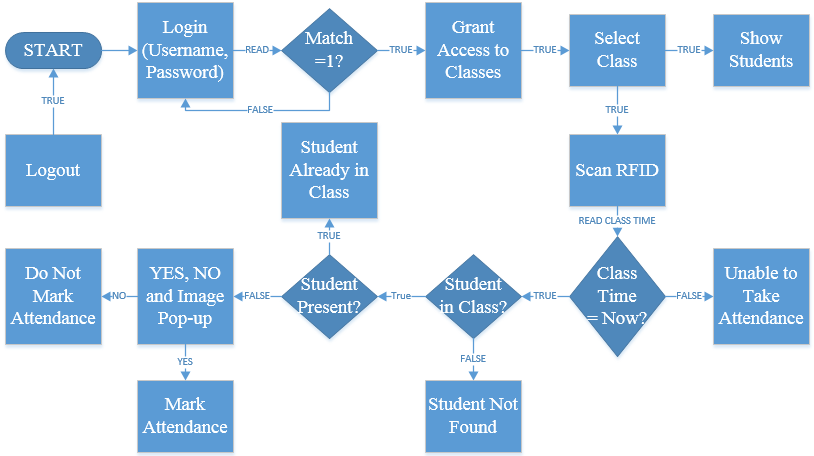 START
Login
(Username,
Password)
READ
Match
=1?
TRUE
Grant
Access to
Classes
TRUE
Select
Class
TRUE
Show
Students
FALSE
TRUE
TRUE
Logout
Student
Already in
Class
Scan RFID
TRUE
READ CLASS TIME
Do Not
Mark
Attendance
NO
YES, NO
and Image
Pop-up
FALSE
Student
Present?
True
Student
in Class?
TRUE
Class
Time
= Now?
FALSE
Unable to
Take
Attendance
YES
FALSE
Mark
Attendance
Student Not
Found